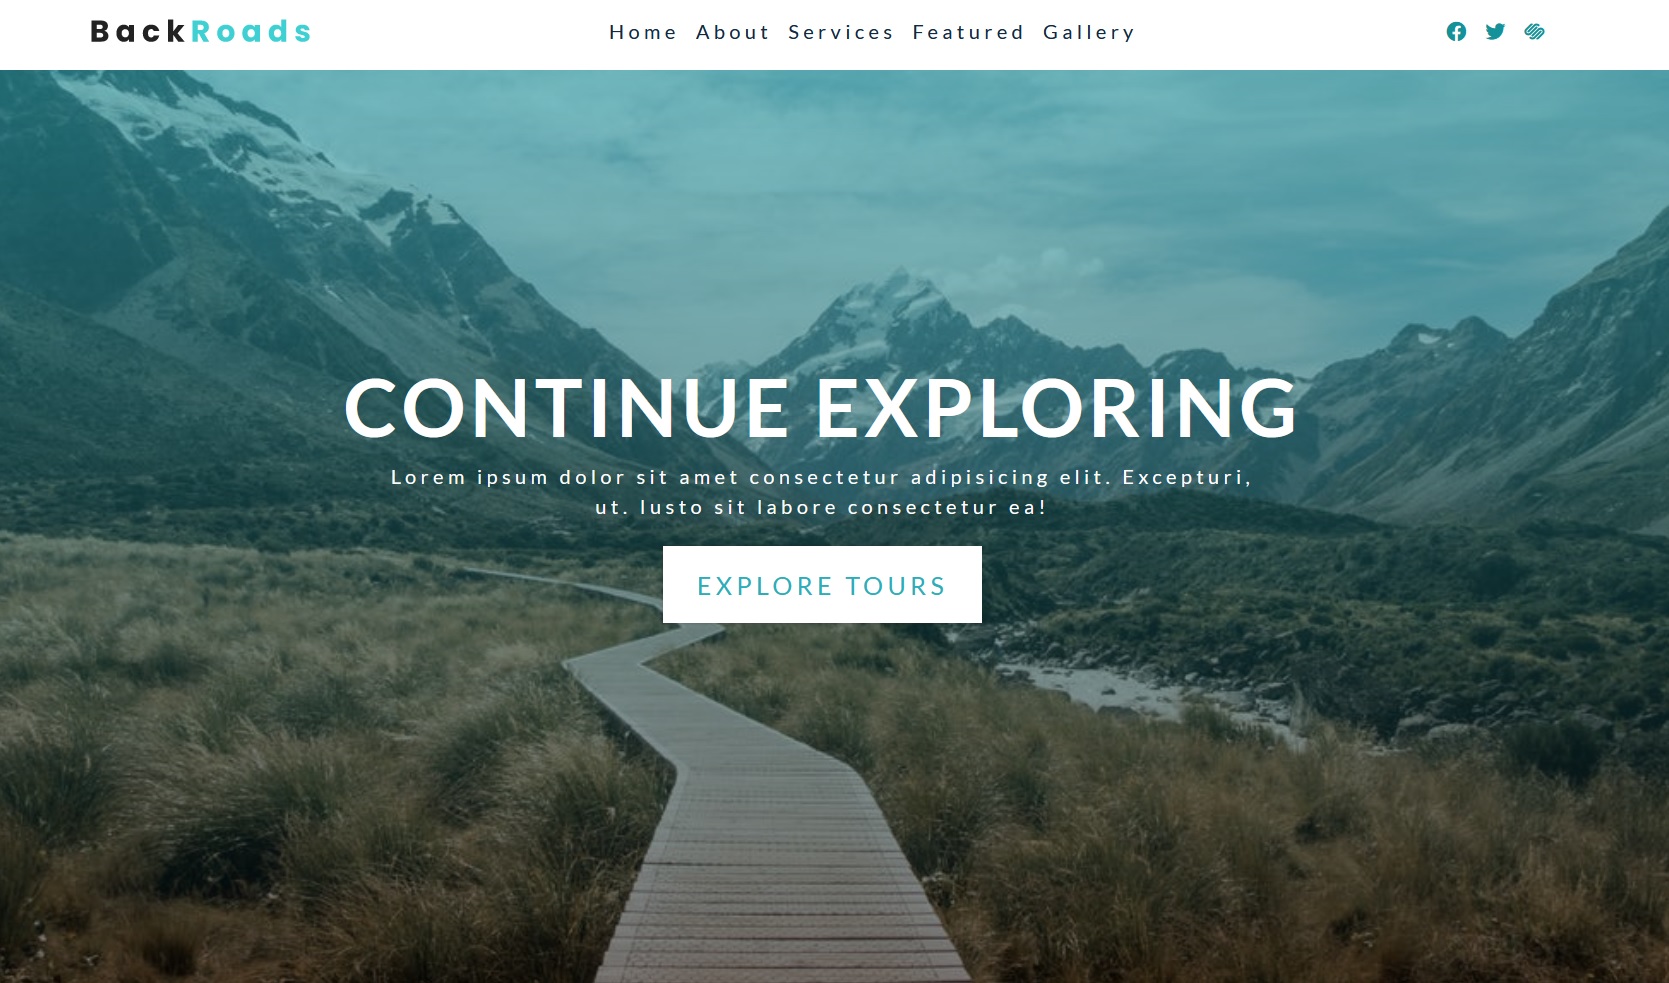 BackRoads
Home About Services Featured Gallery
CONTINUE EXPLORING
Lorem ipsum dolor sit amet consectetur adipisicing elit. Excepturi,
ut. Iusto sit labore consectetur ea!
EXPLORE TOURS